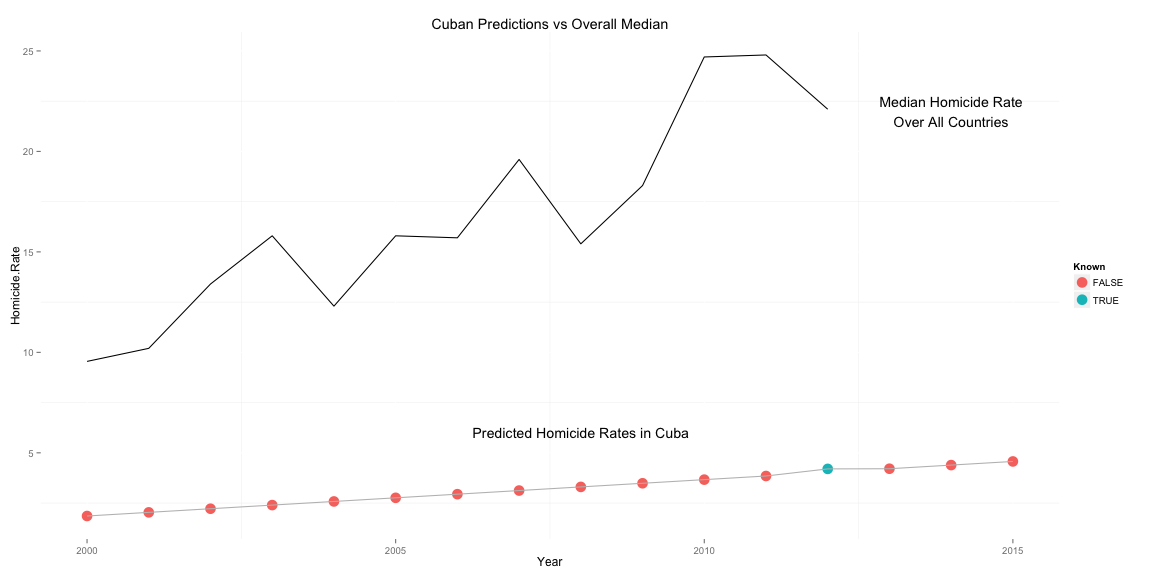 Cuban Predictions vs Overall Median
25
20
15
10
5
Homicide.Rate
Median Homicide Rate
Over All Countries
Predicted Homicide Rates in Cuba
Known
FALSE
TRUE
2000
2005
2010
2015
Year